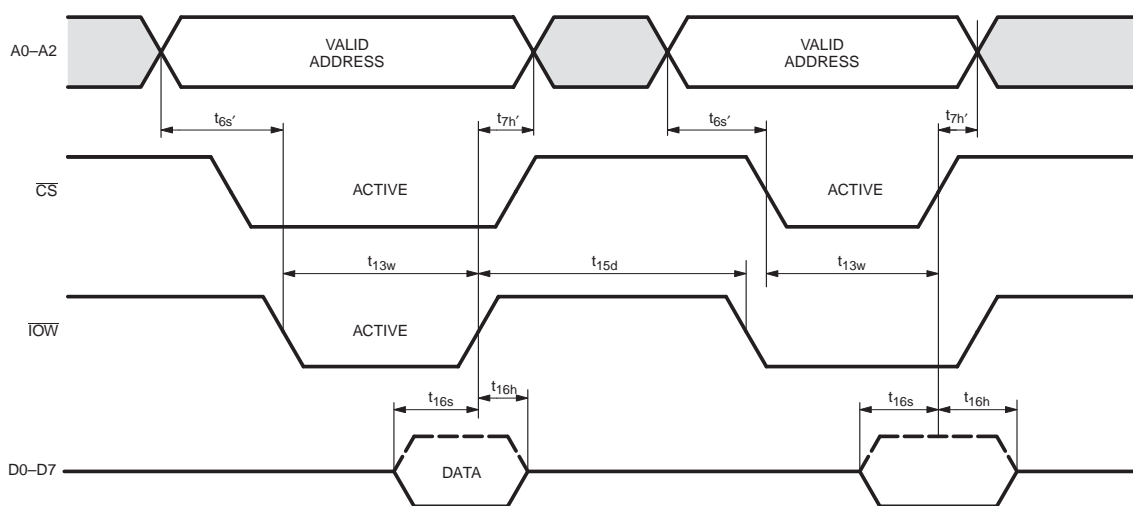 A0–A2
VALID
ADDRESS
VALID
ADDRESS
t6s′
t7h′
t6s′
t7h′
CS
ACTIVE
ACTIVE
t13w
t15d
t13w
IOW
ACTIVE
t16s
t16h
t16s
t16h
D0–D7
DATA